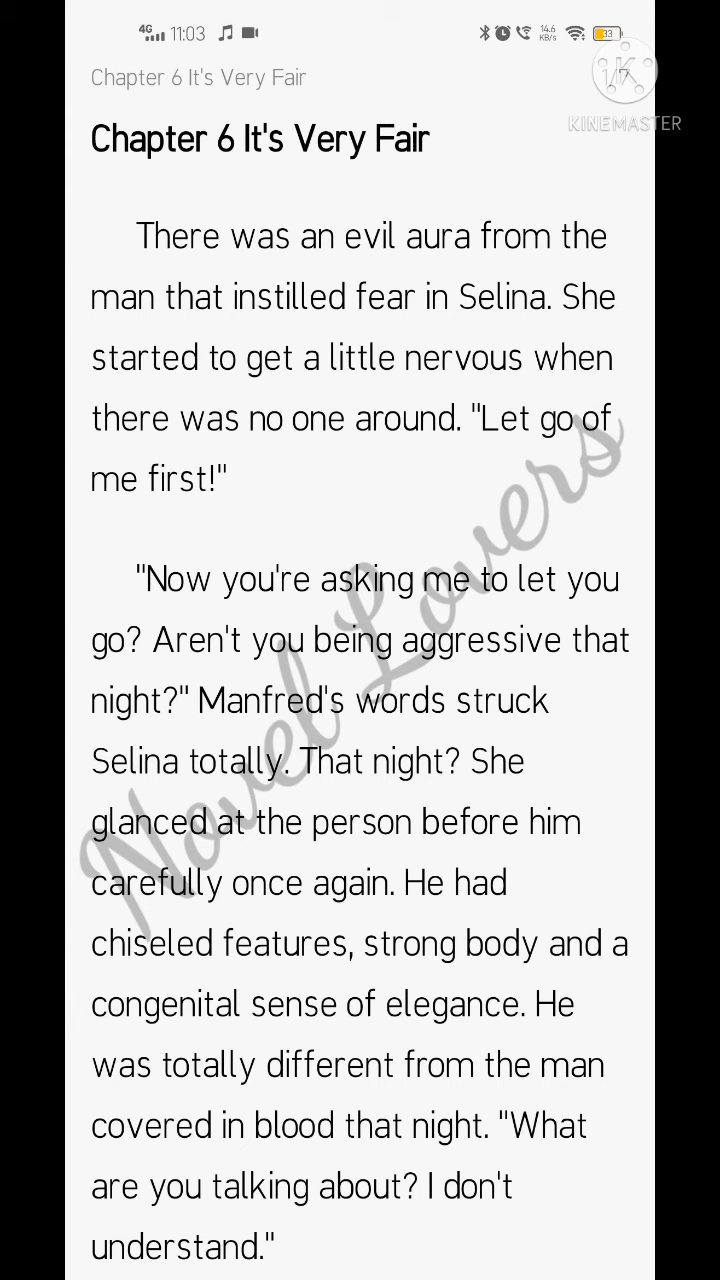 4G 11:03 14.6 KB/s 33
Chapter 6 It's Very Fair
KINEMASTER
Chapter 6 It's Very Fair
There was an evil aura from the
man that instilled fear in Selina. She
started to get a little nervous when
there was no one around. "Let go of
me first!"
"Now you're asking me to let you
go? Aren't you being aggressive that
night?" Manfred's words struck
Selina totally. That night? She
glanced at the person before him
carefully once again. He had
chiseled features, strong body and a
congenital sense of elegance. He
was totally different from the man
covered in blood that night. "What
are you talking about? I don't
understand."
Novel Lovers